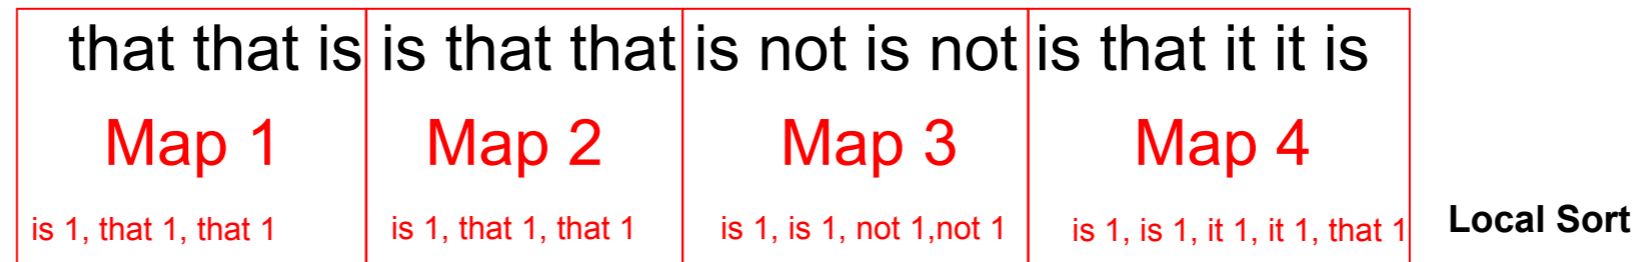 that that is is that that is not is not is that it it is
Map 1 Map 2 Map 3 Map 4
is 1, that 1, that 1 is 1, that 1, that 1 is 1, is 1, not 1,not 1 is 1, is 1, it 1, it 1, that 1 Local Sort